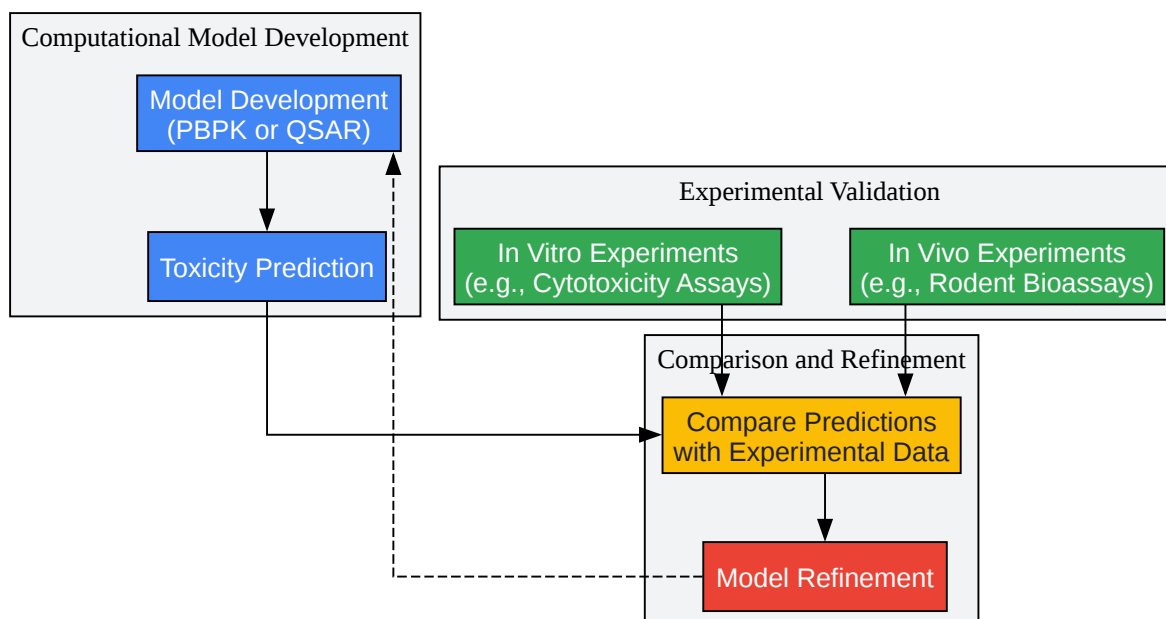 Computational Model Development
Model Development
(PBPK or QSAR)
Toxicity Prediction
Experimental Validation
In Vitro Experiments
(e.g., Cytotoxicity Assays)
In Vivo Experiments
(e.g., Rodent Bioassays)
Comparison and Refinement
Compare Predictions
with Experimental Data
Model Refinement